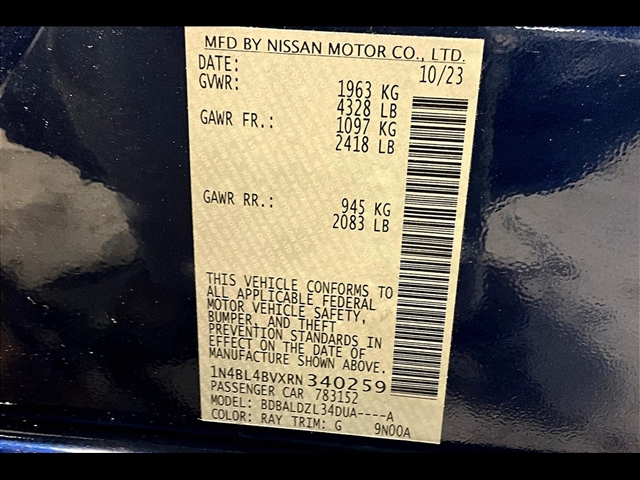 MFD BY NISSAN MOTOR CO., LTD.
DATE: 10/23
GVWR: 1963 KG
4328 LB
GAWR FR.: 1097 KG
2418 LB
GAWR RR.: 945 KG
2083 LB
THIS VEHICLE CONFORMS TO
ALL APPLICABLE FEDERAL
MOTOR VEHICLE SAFETY,
BUMPER, AND THEFT
PREVENTION STANDARDS IN
EFFECT ON THE DATE OF
MANUFACTURE SHOWN ABOVE.
1N4BL4BVXRN340259
PASSENGER CAR 783152
MODEL: BDBALDZL34DUA----A
COLOR: RAY TRIM: G 9N00A